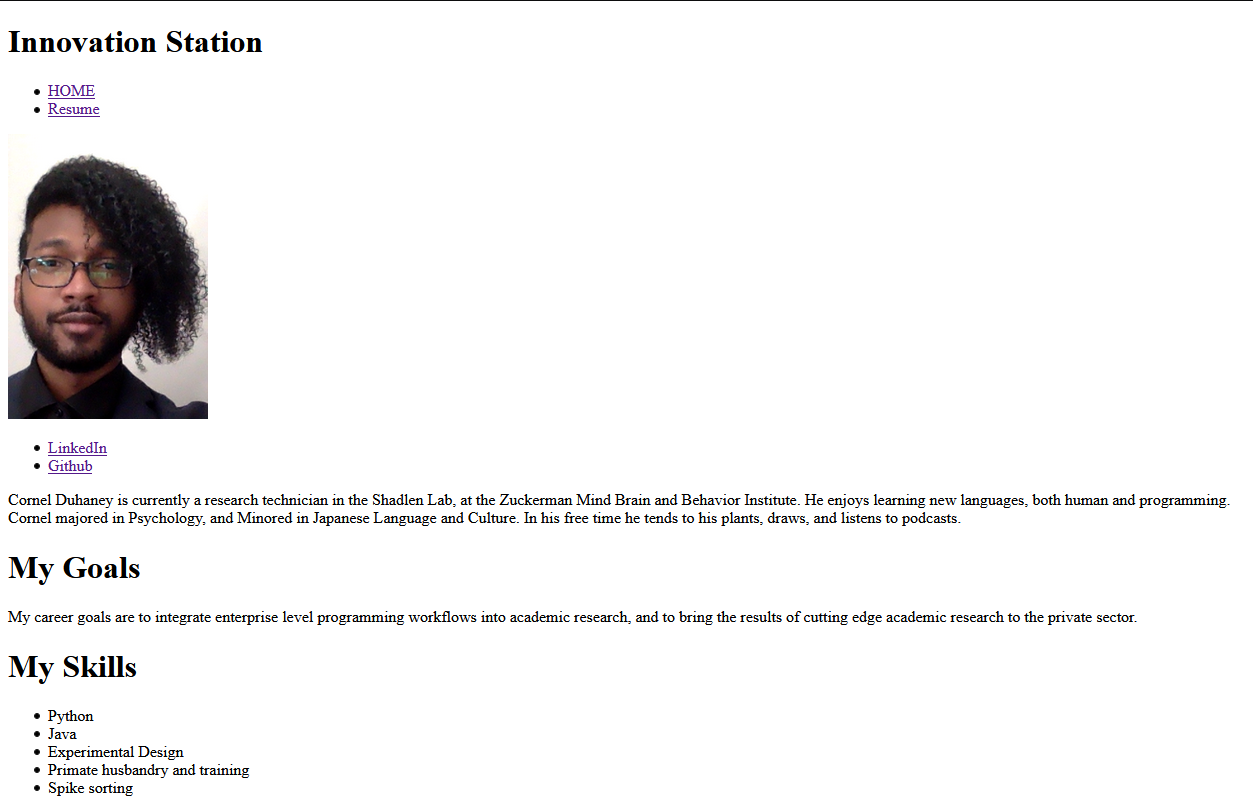 Innovation Station
HOME
Resume
LinkedIn
Github
Cornel Duhaney is currently a research technician in the Shadlen Lab, at the Zuckerman Mind Brain and Behavior Institute. He enjoys learning new languages, both human and programming.
Cornel majored in Psychology, and Minored in Japanese Language and Culture. In his free time he tends to his plants, draws, and listens to podcasts.
My Goals
My career goals are to integrate enterprise level programming workflows into academic research, and to bring the results of cutting edge academic research to the private sector.
My Skills
Python
Java
Experimental Design
Primate husbandry and training
Spike sorting